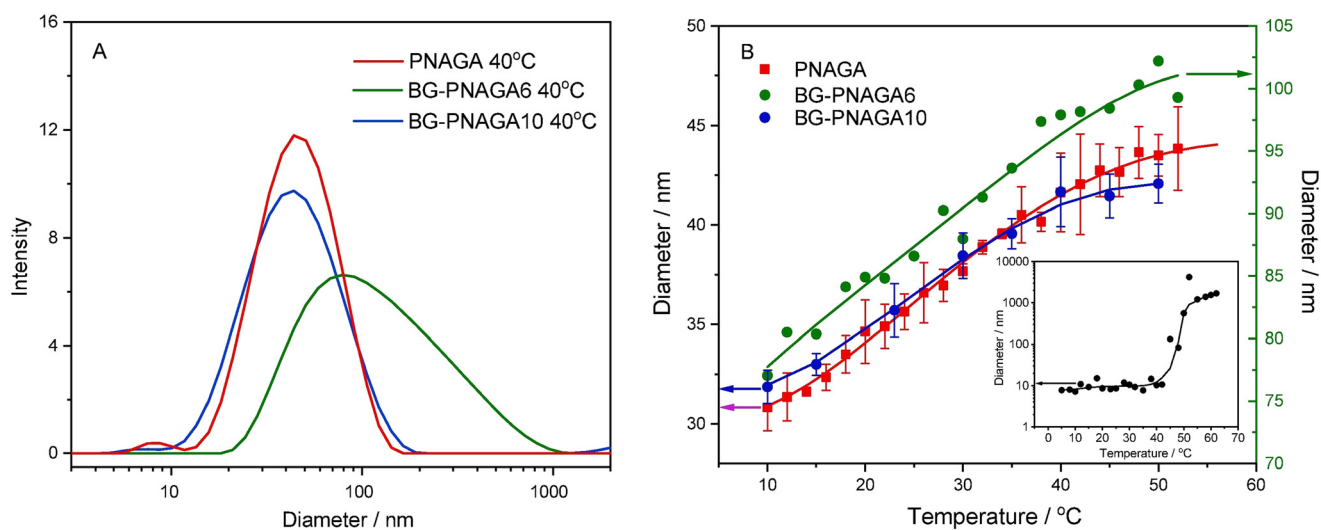 A
PNAGA 40°C
BG-PNAGA6 40°C
BG-PNAGA10 40°C
16
12
8
4
0
Intensity
10
100
1000
Diameter / nm
B
PNAGA
BG-PNAGA6
BG-PNAGA10
50
45
40
35
30
Diameter / nm
105
100
95
90
85
80
75
70
Diameter / nm
10
20
30
40
50
60
Temperature / °C
10000
1000
100
10
1
Diameter / nm
0
10
20
30
40
50
60
70
Temperature / °C